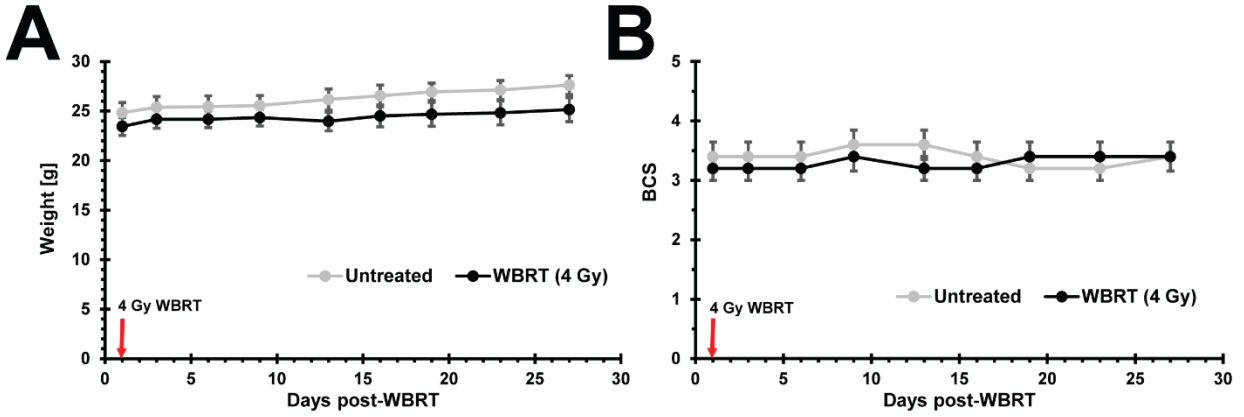 A
30
25
20
15
10
5
0
Weight [g]
Untreated
WBRT (4 Gy)
4 Gy WBRT
0 5 10 15 20 25 30
Days post-WBRT
B
5
4
3
2
1
0
BCS
Untreated
WBRT (4 Gy)
4 Gy WBRT
0 5 10 15 20 25 30
Days post-WBRT